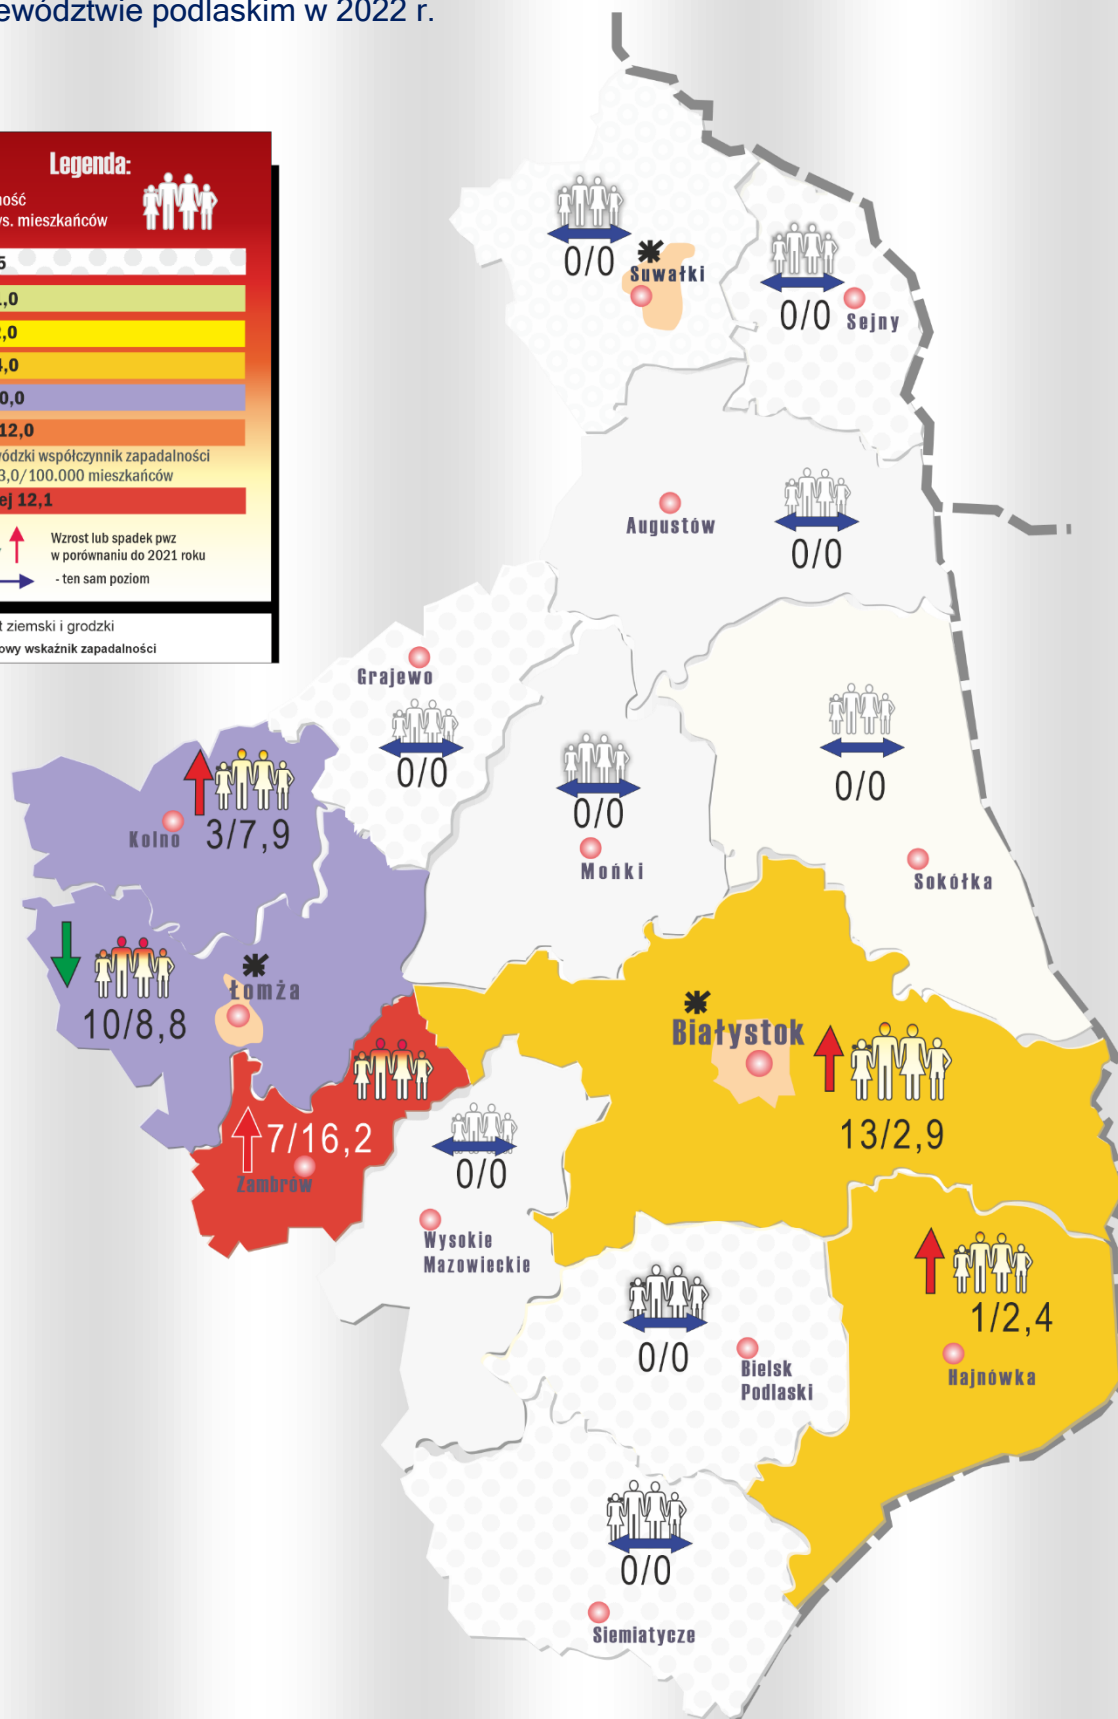 ewództwie podlaskim w 2022 r.
Legenda:
ność
ys. mieszkańców
5
,0
2,0
4,0
0,0
12,0
ódzki współczynnik zapadalności
3,0/100.000 mieszkańców
ej 12,1
Wzrost lub spadek pwz
w porównaniu do 2021 roku
- ten sam poziom
t ziemski i grodzki
owy wskaźnik zapadalności
0/0
Suwałki
0/0
Sejny
Augustów
0/0
Grajewo
0/0
0/0
Mońki
0/0
Sokółka
Kolno
3/7,9
10/8,8
Łomża
Białystok
13/2,9
7/16,2
Zambrów
0/0
Wysokie
Mazowieckie
0/0
Bielsk
Podlaski
1/2,4
Hajnówka
0/0
Siemiatycze